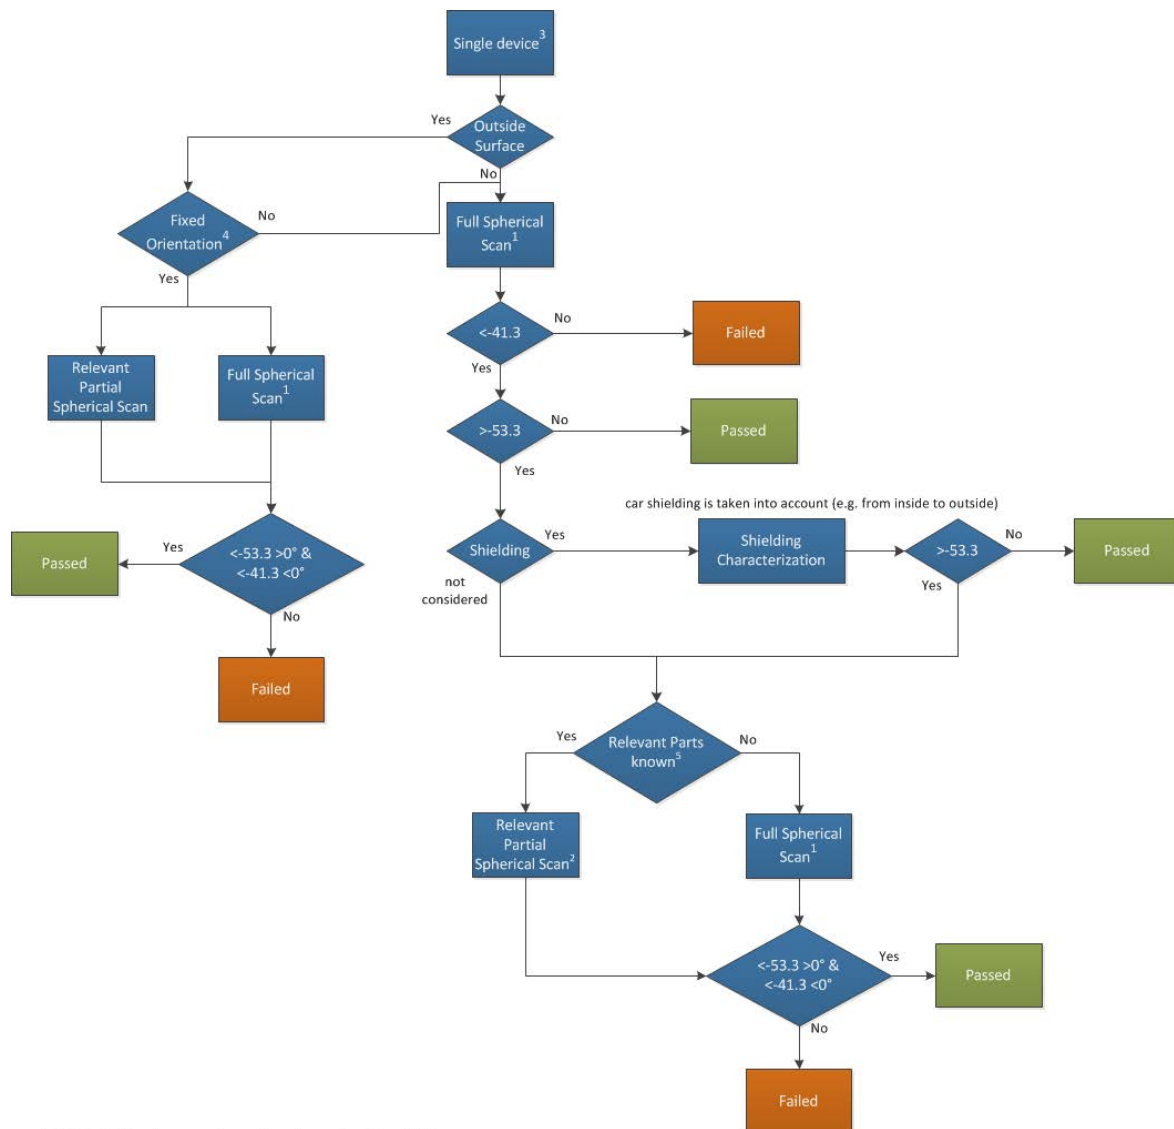 Single device3
Yes
Outside
Surface
No
Fixed
Orientation4
No
Full Spherical
Scan1
Yes
<-41.3
No
Failed
Yes
Relevant
Partial
Spherical Scan
Full Spherical
Scan1
>-53.3
No
Passed
Yes
car shielding is taken into account (e.g. from inside to outside)
Passed
Yes
<-53.3 >0° &
<-41.3 <0°
No
Failed
Shielding
Yes
not
considered
Shielding
Characterization
>-53.3
No
Yes
Passed
Yes
Relevant Parts
known5
No
Relevant
Partial
Spherical Scan2
Full Spherical
Scan1
<-53.3 >0° &
<-41.3 <0°
Yes
Passed
No
Failed